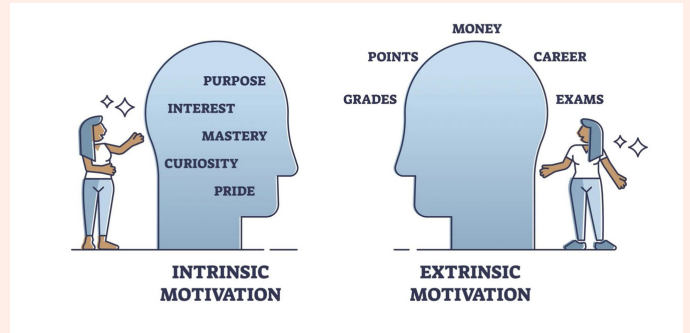 PURPOSE
INTEREST
MASTERY
CURIOSITY
PRIDE
INTRINSIC
MOTIVATION
MONEY
POINTS
CAREER
GRADES
EXAMS
EXTRINSIC
MOTIVATION